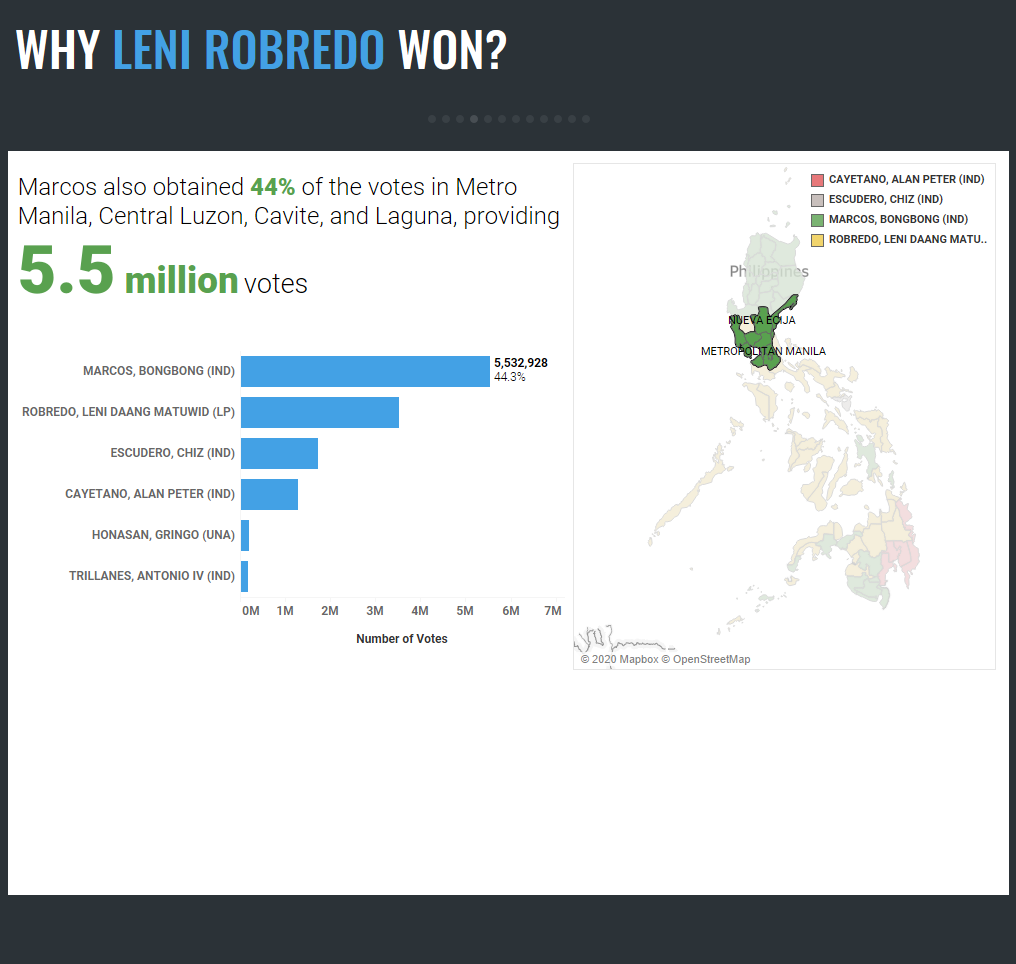 WHY LENI ROBREDO WON?
Marcos also obtained 44% of the votes in Metro
Manila, Central Luzon, Cavite, and Laguna, providing
5.5 million votes
MARCOS, BONGBONG (IND)
5,532,928
44.3%
ROBREDO, LENI DAANG MATUWID (LP)
ESCUDERO, CHIZ (IND)
CAYETANO, ALAN PETER (IND)
HONASAN, GRINGO (UNA)
TRILLANES, ANTONIO IV (IND)
0M 1M 2M 3M 4M 5M 6M 7M
Number of Votes
CAYETANO, ALAN PETER (IND)
ESCUDERO, CHIZ (IND)
MARCOS, BONGBONG (IND)
ROBREDO, LENI DAANG MATU..
Philippines
NUEVA ECIJA
METROPOLITAN MANILA
© 2020 Mapbox © OpenStreetMap